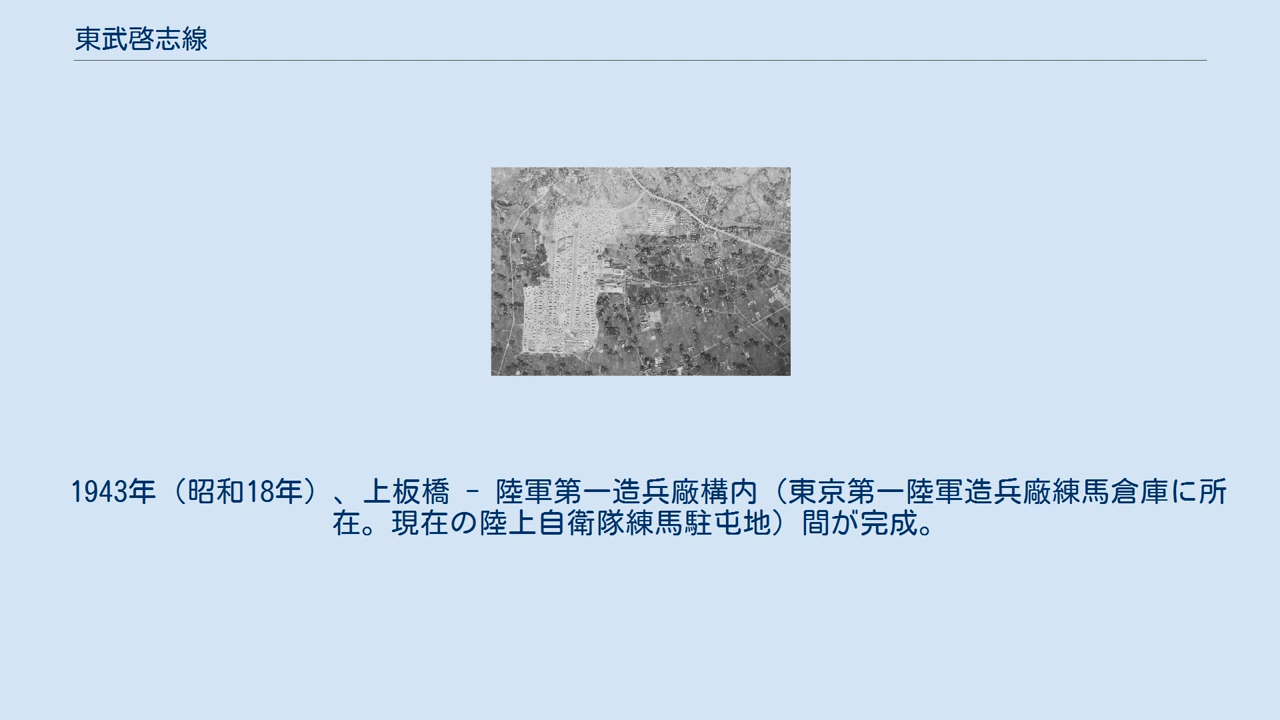 東武啓志線
1943年（昭和18年）、上板橋 － 陸軍第一造兵廠構内（東京第一陸軍造兵廠練馬倉庫に所
在。現在の陸上自衛隊練馬駐屯地）間が完成。